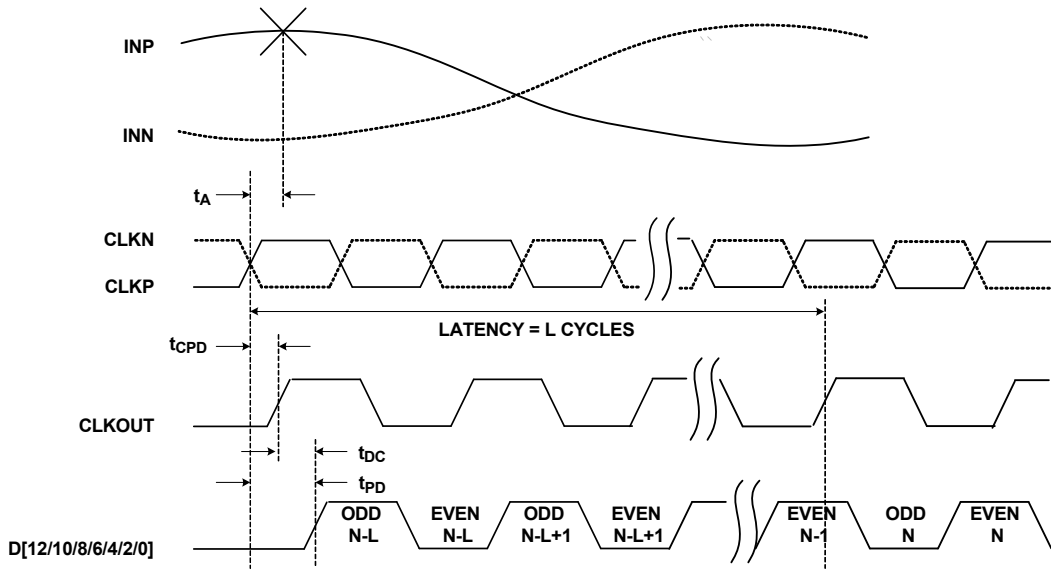 INP
INN
tA
CLKN
CLKP
LATENCY = L CYCLES
tCPD
CLKOUT
tDC
tPD
ODD N-L
EVEN N-L
ODD N-L+1
EVEN N-L+1
EVEN N-1
ODD N
EVEN N
D[12/10/8/6/4/2/0]